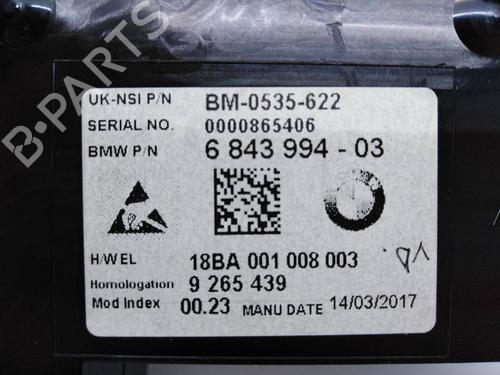 B-PARTS
UK-NSI P/N BM-0535-622
SERIAL NO. 0000865406
BMW P/N 6 843 994 - 03
H/WEL 18BA 001 008 003
Homologation 9 265 439
Mod Index 00.23 MANU DATE 14/03/2017